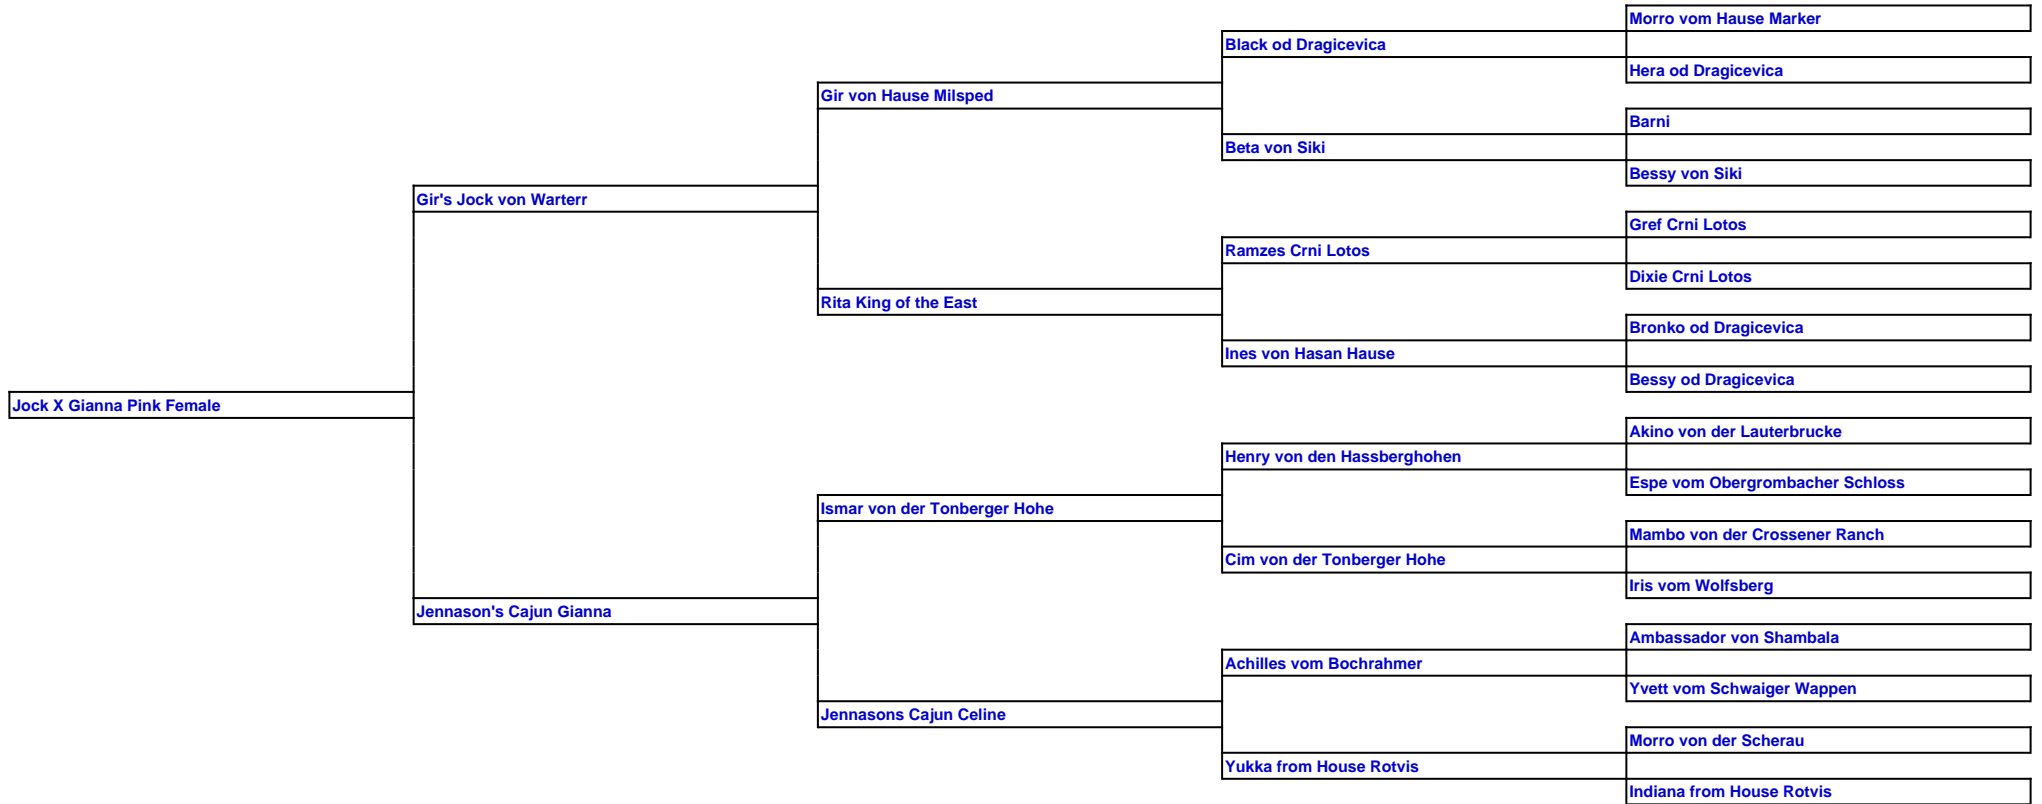 Morro vom Hause Marker
Black od Dragicevica
Hera od Dragicevica
Gir von Hause Milsped
Barni
Beta von Siki
Bessy von Siki
Gir's Jock von Warterr
Gref Crni Lotos
Ramzes Crni Lotos
Dixie Crni Lotos
Rita King of the East
Bronko od Dragicevica
Ines von Hasan Hause
Bessy od Dragicevica
Jock X Gianna Pink Female
Akino von der Lauterbrucke
Henry von den Hassberghohen
Espe vom Obergrombacher Schloss
Ismar von der Tonberger Hohe
Mambo von der Crossener Ranch
Cim von der Tonberger Hohe
Iris vom Wolfsberg
Jennason's Cajun Gianna
Ambassador von Shambala
Achilles vom Bochrahmer
Yvett vom Schwaiger Wappen
Jennasons Cajun Celine
Morro von der Scherau
Yukka from House Rotvis
Indiana from House Rotvis